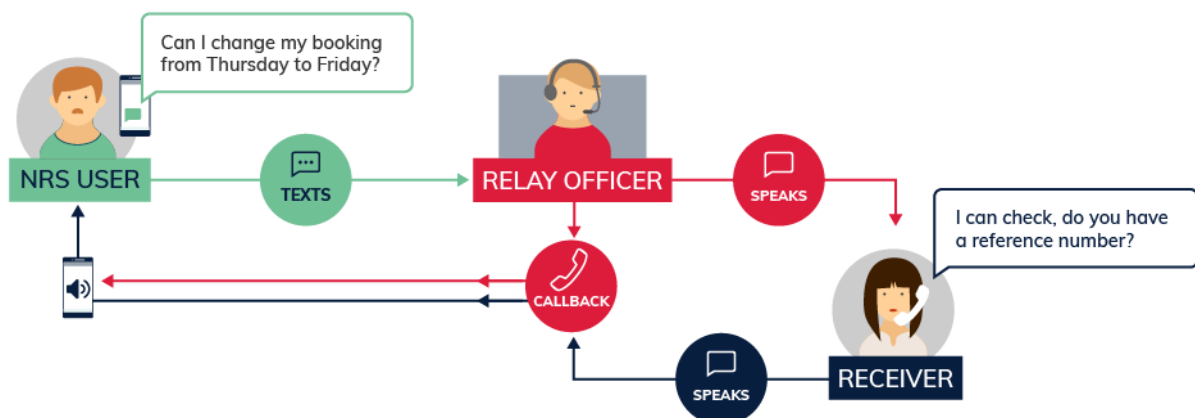 Can I change my booking
from Thursday to Friday?
NRS USER
TEXTS
RELAY OFFICER
SPEAKS
I can check, do you have
a reference number?
CALLBACK
SPEAKS
RECEIVER